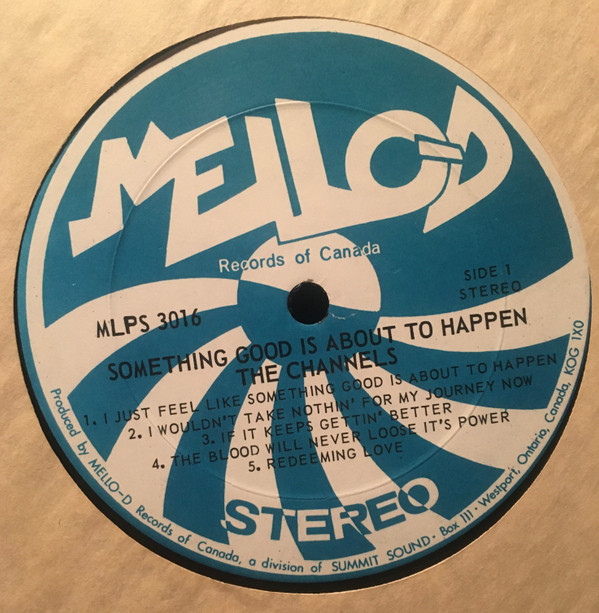 MELLO-D
Records of Canada
SIDE 1
STEREO
MLPS 3016
SOMETHING GOOD IS ABOUT TO HAPPEN
THE CHANNELS
1. I JUST FEEL LIKE SOMETHING GOOD IS ABOUT TO HAPPEN
2. I WOULDN'T TAKE NOTHIN' FOR MY JOURNEY NOW
3. IF IT KEEPS GETTIN' BETTER
4. THE BLOOD WILL NEVER LOOSE IT'S POWER
5. REDEEMING LOVE
STEREO
Produced by MELLO-D Records of Canada, a division of SUMMIT SOUND · Box 111 · Westport, Ontario, Canada, KOG 1X0